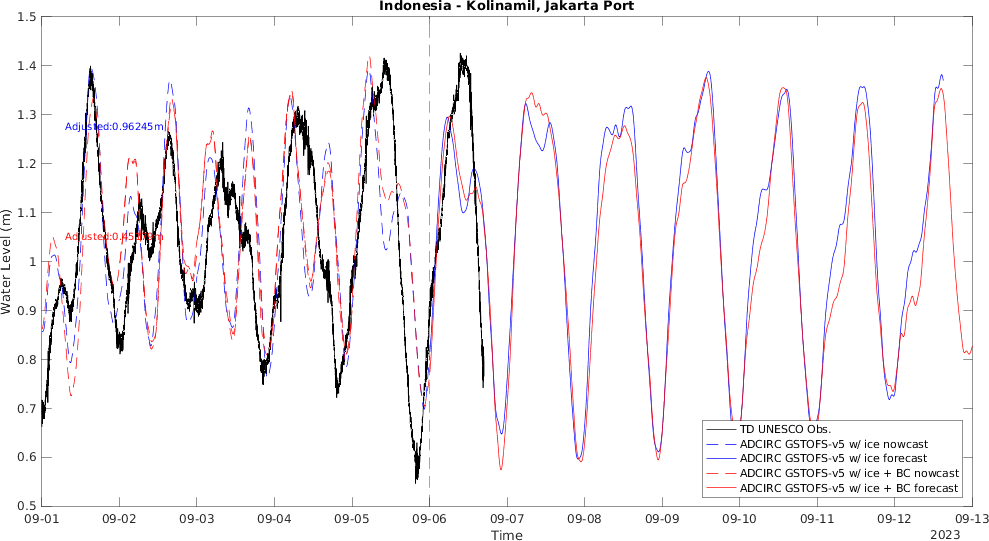 Indonesia - Kolinamil, Jakarta Port
Water Level (m)
1.5
1.4
1.3
1.2
1.1
1
0.9
0.8
0.7
0.6
0.5
Adjusted:0.96245m
TD UNESCO Obs.
ADCIRC GSTOFS-v5 w/ ice nowcast
ADCIRC GSTOFS-v5 w/ ice forecast
ADCIRC GSTOFS-v5 w/ ice + BC nowcast
ADCIRC GSTOFS-v5 w/ ice + BC forecast
09-01 09-02 09-03 09-04 09-05 09-06 09-07 09-08 09-09 09-10 09-11 09-12 09-13
Time
2023